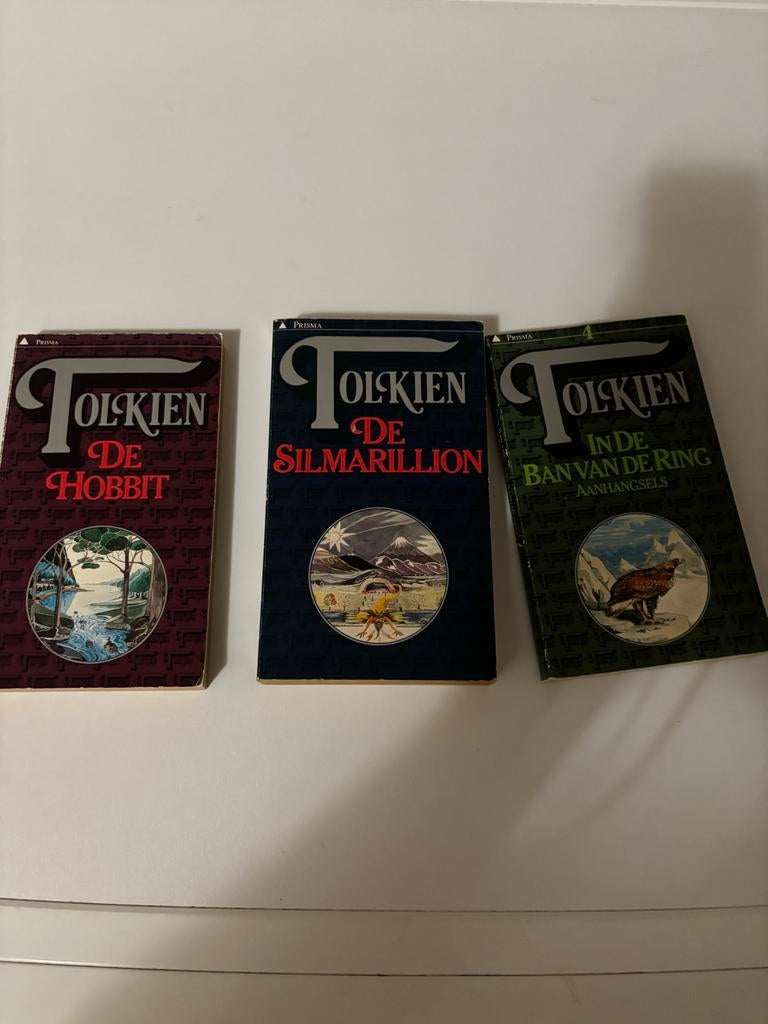 PRISMA
TOLKIEN
DE
HOBBIT
PRISMA
TOLKIEN
DE
SILMARILLION
PRISMA 4
TOLKIEN
IN DE
BAN VAN DE RING
AANHANGSELS